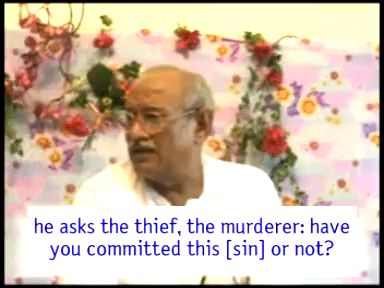 he asks the thief, the murderer: have
you committed this [sin] or not?